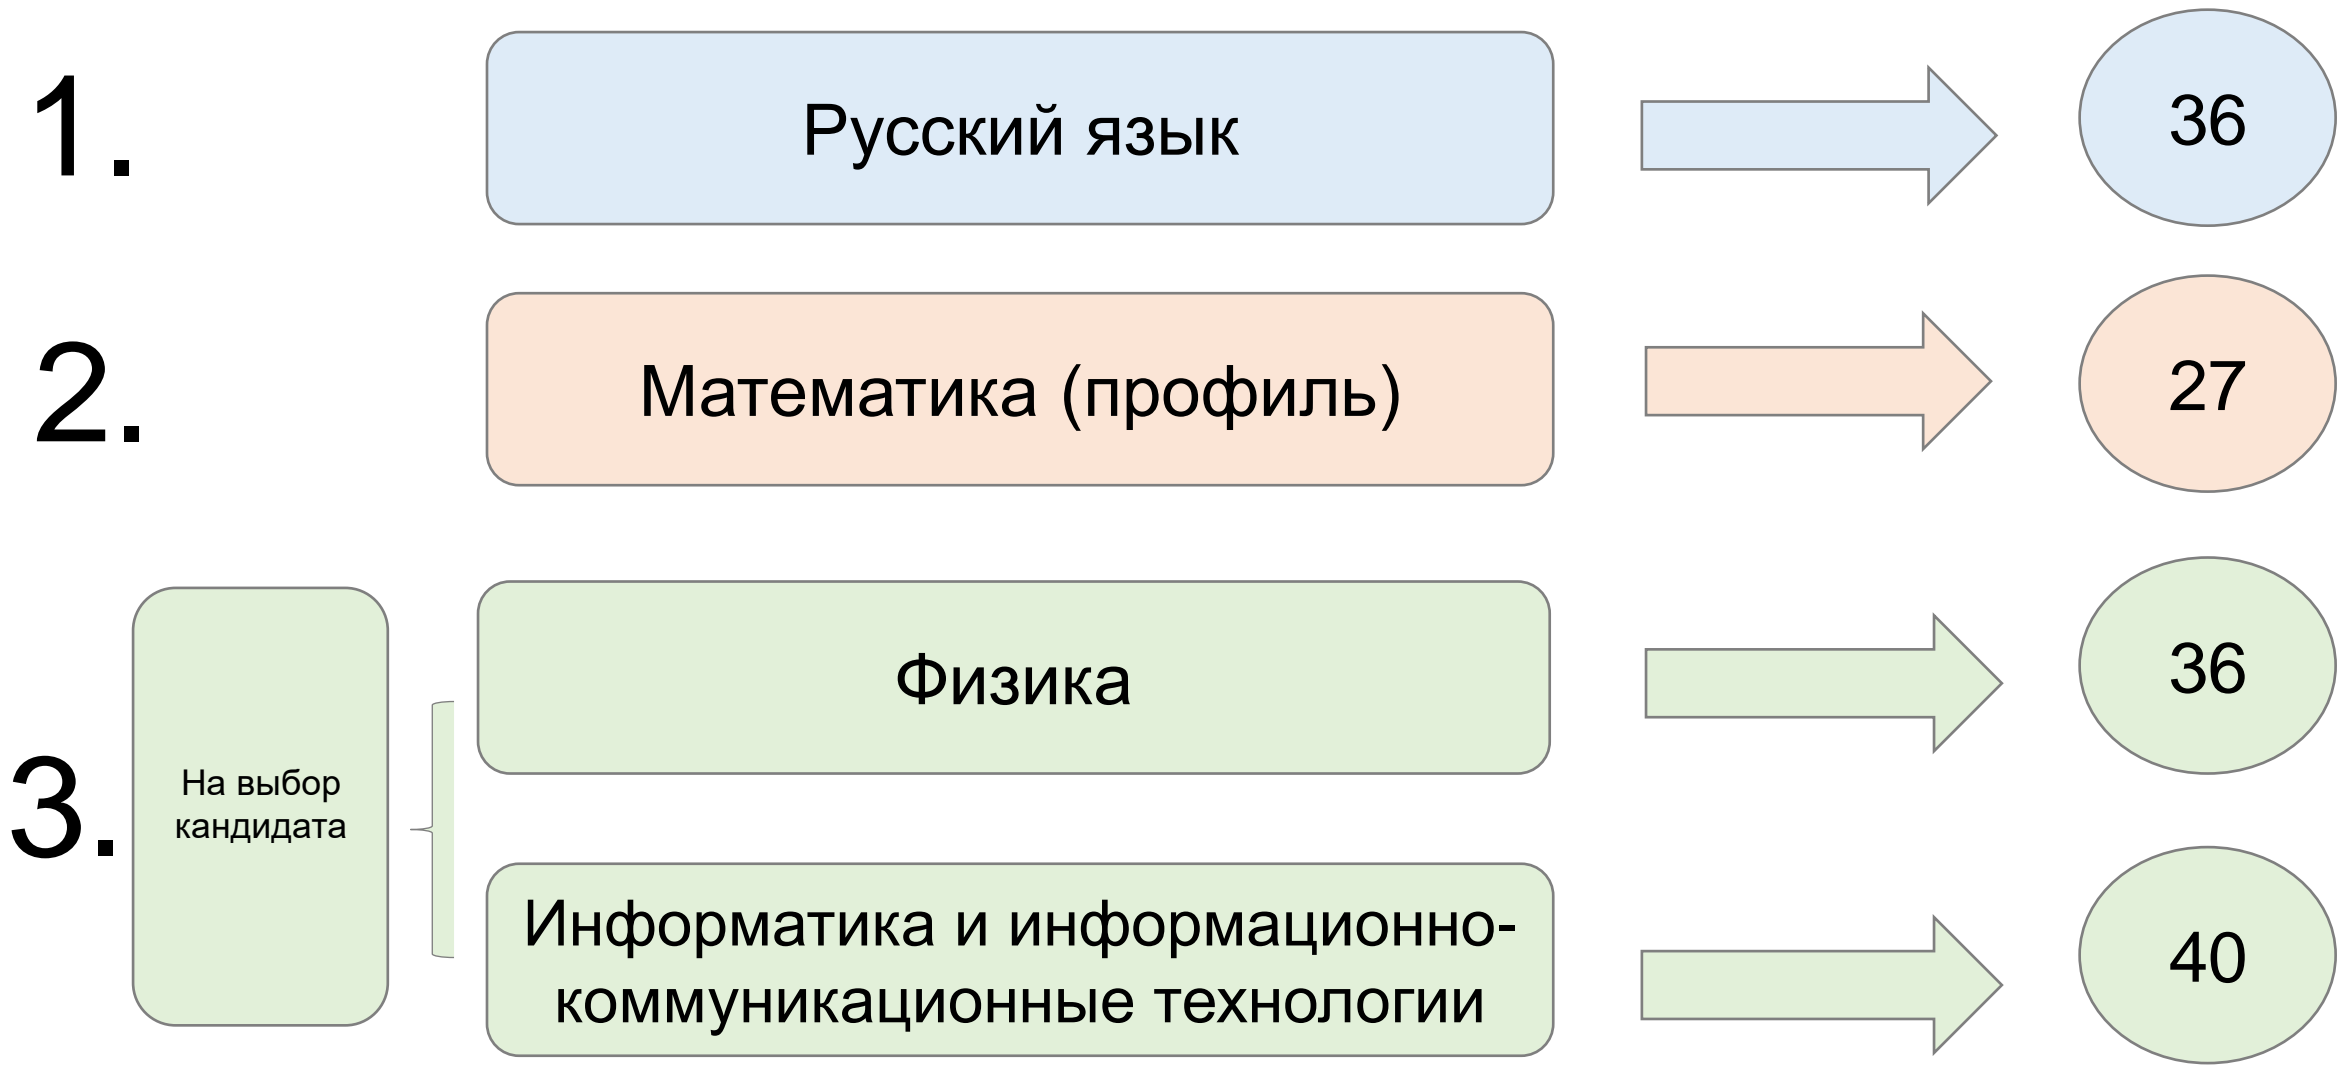 1.
Русский язык
36
2.
Математика (профиль)
27
3.
На выбор
кандидата
Физика
36
Информатика и информационно-
коммуникационные технологии
40